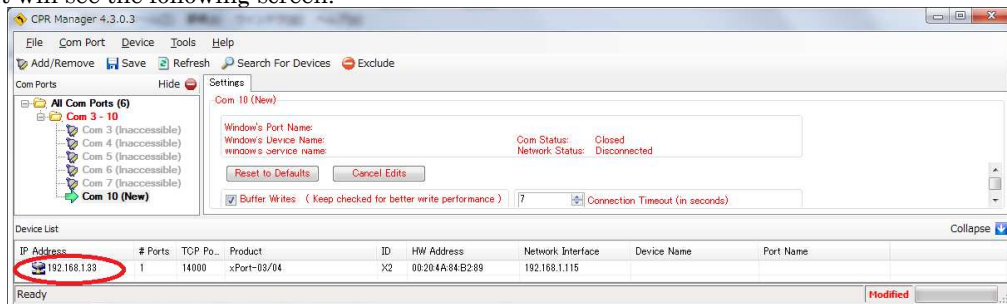 t will see the following screen.
CPR Manager 4.3.0.3
File Com Port Device Tools Help
Add/Remove Save Refresh Search For Devices Exclude
Com Ports Hide Settings
All Com Ports (6)
Com 3 - 10
Com 3 (Inaccessible)
Com 4 (Inaccessible)
Com 5 (Inaccessible)
Com 6 (Inaccessible)
Com 7 (Inaccessible)
Com 10 (New)
Com 10 (New)
Window's Port Name:
Window's Device Name: Com Status: Closed
Window's Service Name: Network Status: Disconnected
Reset to Defaults Cancel Edits
Buffer Writes ( Keep checked for better write performance ) 7 Connection Timeout (in seconds)
Device List Collapse
IP Address # Ports TCP Po... Product ID HW Address Network Interface Device Name Port Name
192.168.1.33 1 14000 xPort-03/04 X2 00:20:4A:84:B2:89 192.168.1.115
Ready Modified